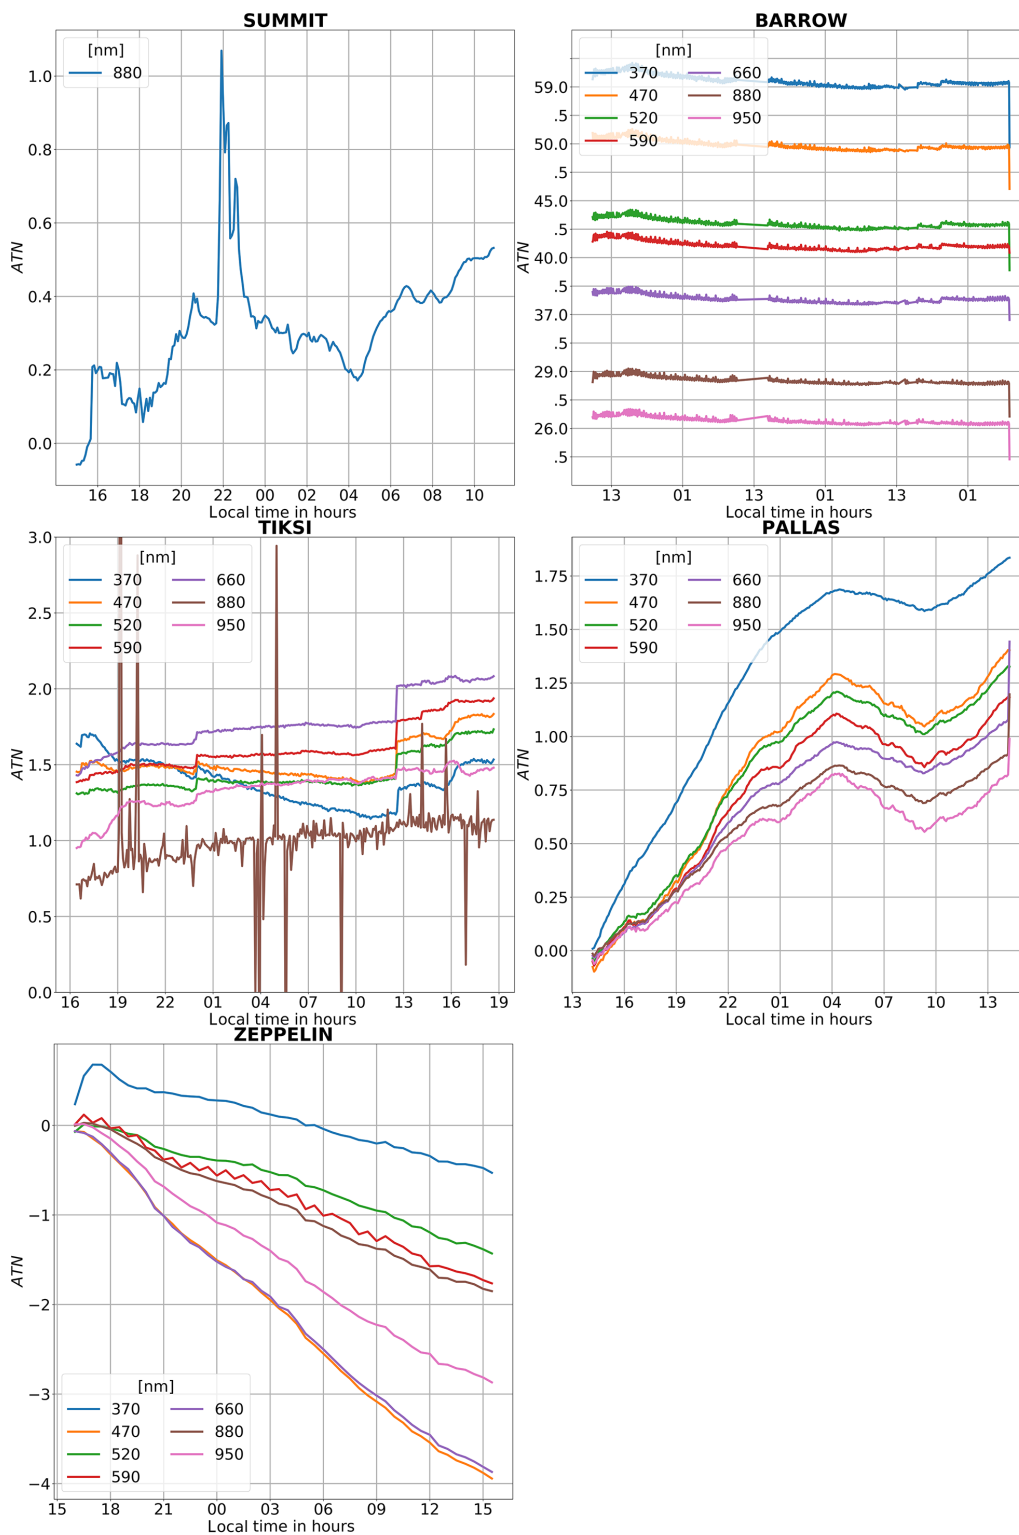 SUMMIT
[nm]
880
1.0
0.8
0.6
0.4
0.2
0.0
ATN
16 18 20 22 00 02 04 06 08 10
Local time in hours
BARROW
[nm]
370 660
470 880
520 950
590
59.0
.5
50.0
.5
45.0
.5
40.0
.5
37.0
.5
29.0
.5
26.0
.5
ATN
13 01 13 01 13 01
Local time in hours
TIKSI
[nm]
370 660
470 880
520 950
590
3.0
2.5
2.0
1.5
1.0
0.5
0.0
ATN
16 19 22 01 04 07 10 13 16 19
Local time in hours
PALLAS
[nm]
370 660
470 880
520 950
590
1.75
1.50
1.25
1.00
0.75
0.50
0.25
0.00
ATN
13 16 19 22 01 04 07 10 13
Local time in hours
ZEPPELIN
0
−1
−2
−3
−4
ATN
[nm]
370 660
470 880
520 950
590
15 18 21 00 03 06 09 12 15
Local time in hours